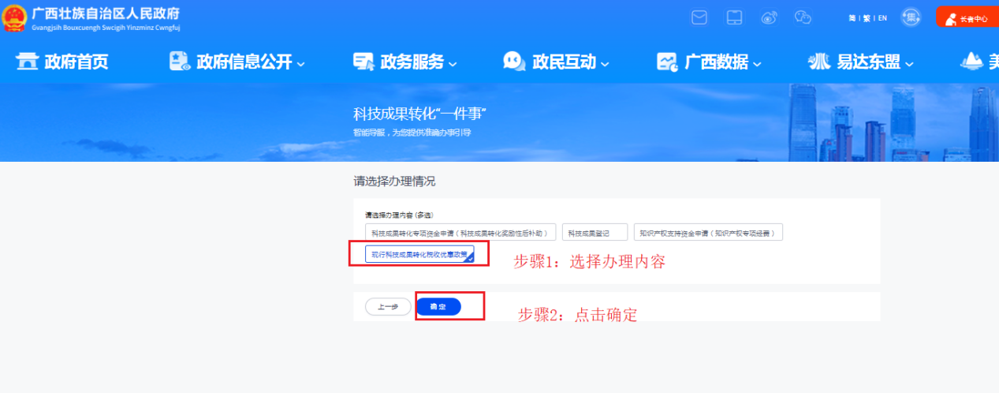 广西壮族自治区人民政府
Gvangjsih Bouxcuengh Swcigih Yinzminz Cwngfuj
简 | 繁 | EN
集
长者中心
政府首页 政府信息公开 政务服务 政民互动 广西数据 易达东盟 美
科技成果转化“一件事”
智能导服，为您提供准确办事引导
请选择办理情况
请选择办理内容 (多选)
科技成果转化专项资金申请（科技成果转化奖励性后补助） 科技成果登记 知识产权支持资金申请（知识产权专项经费）
现行科技成果转化税收优惠政策
步骤1：选择办理内容
上一步 确 定
步骤2：点击确定